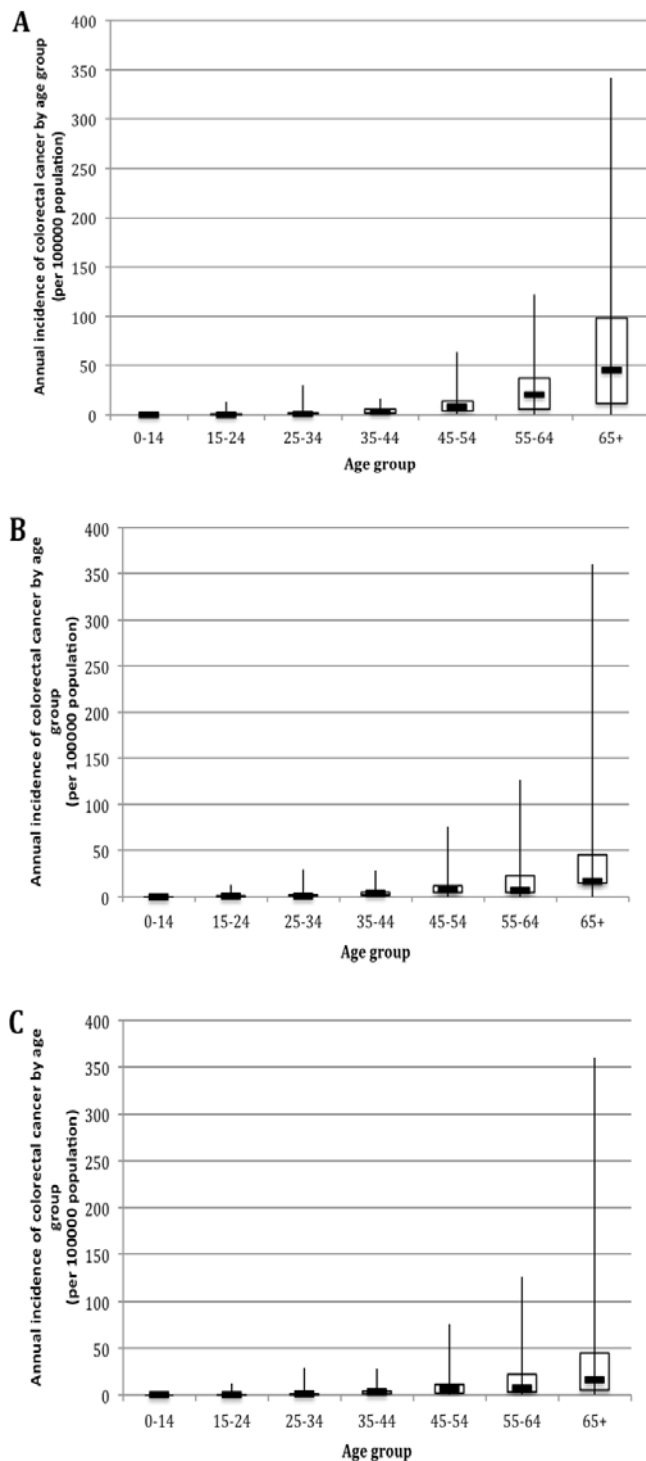 A
Annual incidence of colorectal cancer by age group
(per 100000 population)
400
350
300
250
200
150
100
50
0
0-14 15-24 25-34 35-44 45-54 55-64 65+
Age group
B
Annual incidence of colorectal cancer by age
group
(per 100000 population)
400
350
300
250
200
150
100
50
0
0-14 15-24 25-34 35-44 45-54 55-64 65+
Age group
C
Annual incidence of colorectal cancer by age
group
(per 100000 population)
400
350
300
250
200
150
100
50
0
0-14 15-24 25-34 35-44 45-54 55-64 65+
Age group